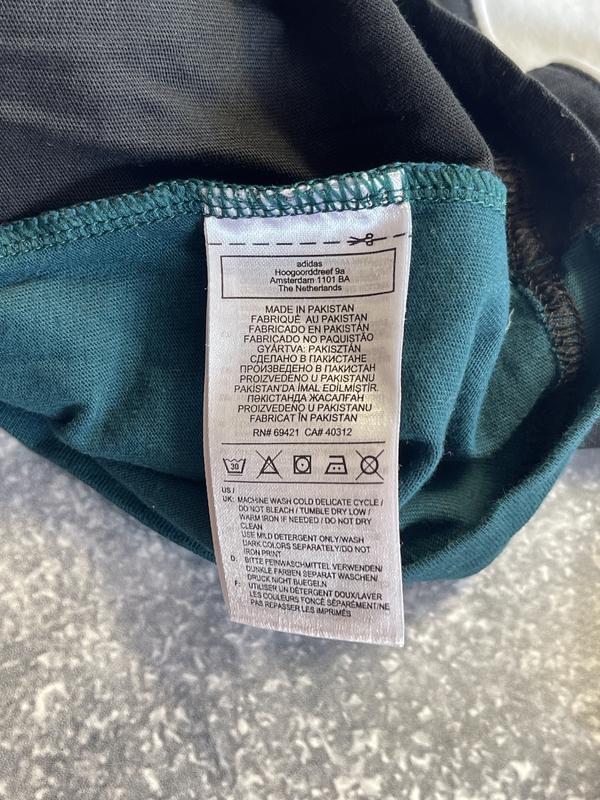 adidas
Hoogoorddreef 9a
Amsterdam 1101 BA
The Netherlands
MADE IN PAKISTAN
FABRIQUÉ AU PAKISTAN
FABRICADO EN PAKISTÁN
FABRICADO NO PAQUISTÃO
GYÁRTVA: PAKISZTÁN
СДЕЛАНО В ПАКИСТАНЕ
ПРОИЗВЕДЕНО В ПАКИСТАН
PROIZVEDENO U PAKISTANU
PAKİSTAN'DA İMAL EDİLMİŞTİR.
ПӘКІСТАНДА ЖАСАЛҒАН
PROIZVEDENO U PAKISTANU
FABRICAT ÎN PAKISTAN
RN# 69421 CA# 40312
30
US /
UK: MACHINE WASH COLD DELICATE CYCLE /
DO NOT BLEACH / TUMBLE DRY LOW /
WARM IRON IF NEEDED / DO NOT DRY
CLEAN
USE MILD DETERGENT ONLY/WASH
DARK COLORS SEPARATELY/DO NOT
IRON PRINT
D: BITTE FEINWASCHMITTEL VERWENDEN/
DUNKLE FARBEN SEPARAT WASCHEN/
DRUCK NICHT BUEGELN
F: UTILISER UN DÉTERGENT DOUX/LAVER
LES COULEURS FONCÉ SÉPARÉMENT/NE
PAS REPASSER LES IMPRIMÉS